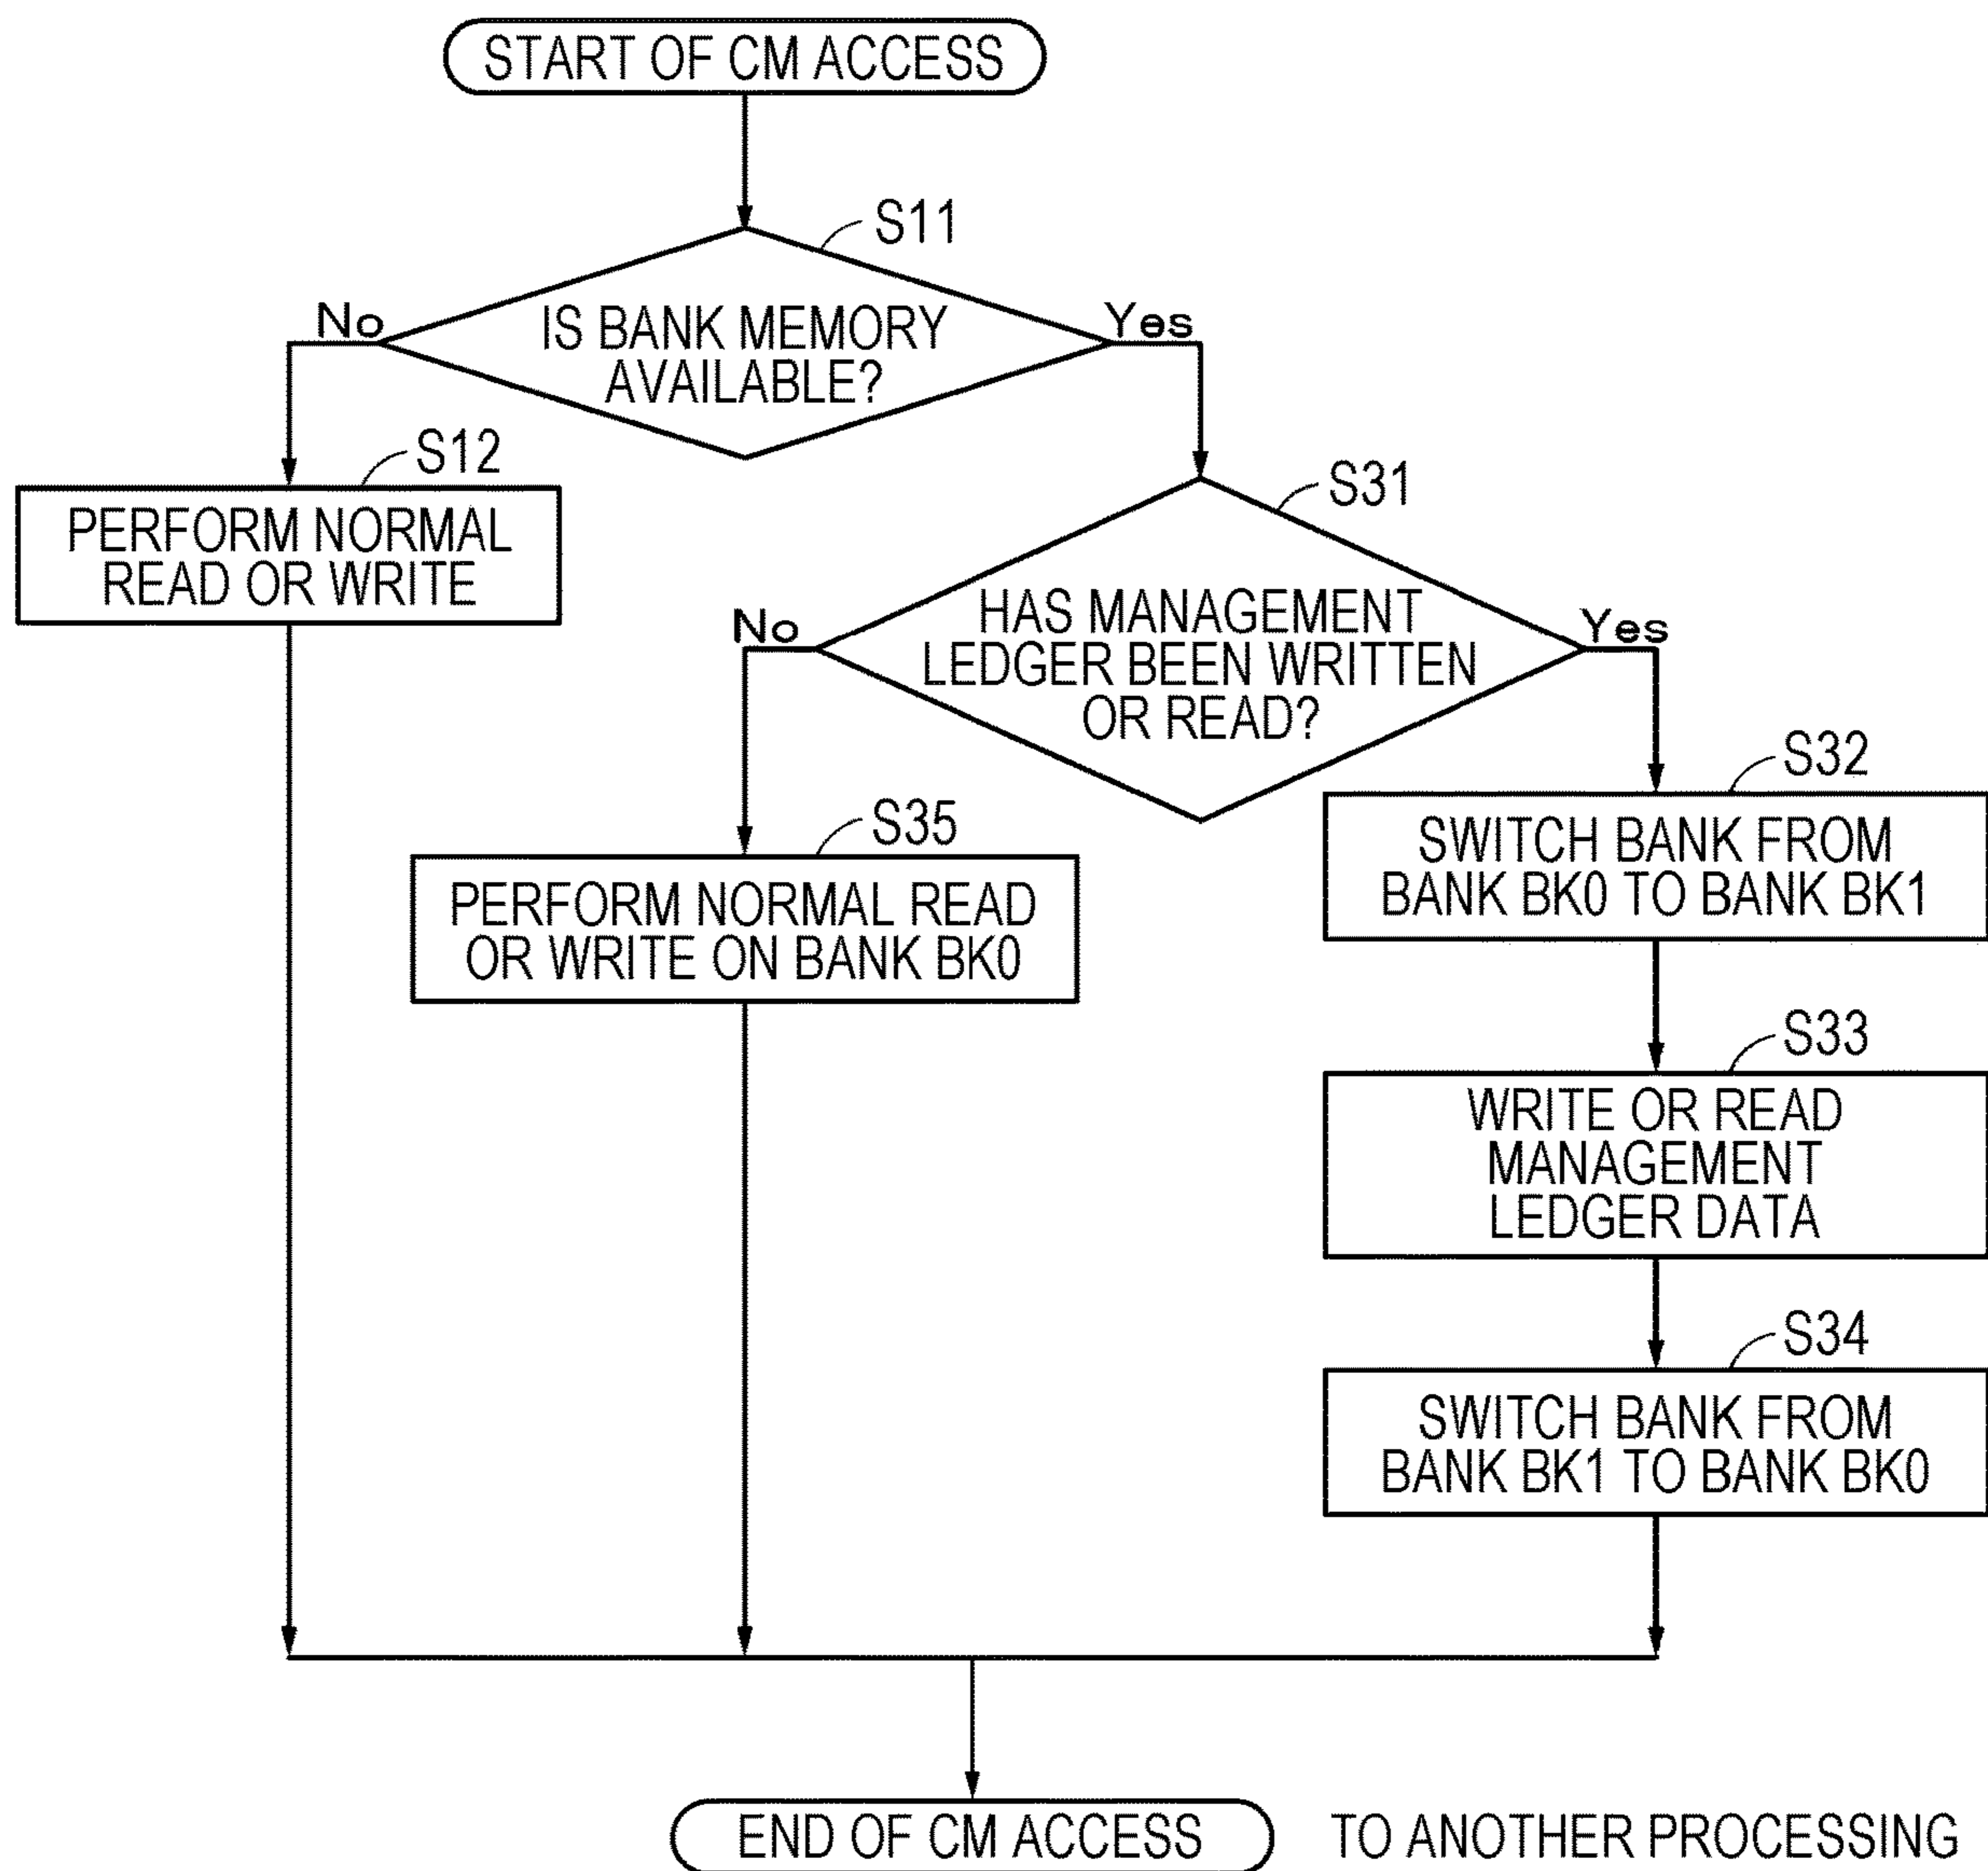 START OF CM ACCESS
S11
No
Yes
IS BANK MEMORY
AVAILABLE?
S12
PERFORM NORMAL
READ OR WRITE
S31
No
Yes
HAS MANAGEMENT
LEDGER BEEN WRITTEN
OR READ?
S35
PERFORM NORMAL READ
OR WRITE ON BANK BK0
S32
SWITCH BANK FROM
BANK BK0 TO BANK BK1
S33
WRITE OR READ
MANAGEMENT
LEDGER DATA
S34
SWITCH BANK FROM
BANK BK1 TO BANK BK0
END OF CM ACCESS
TO ANOTHER PROCESSING